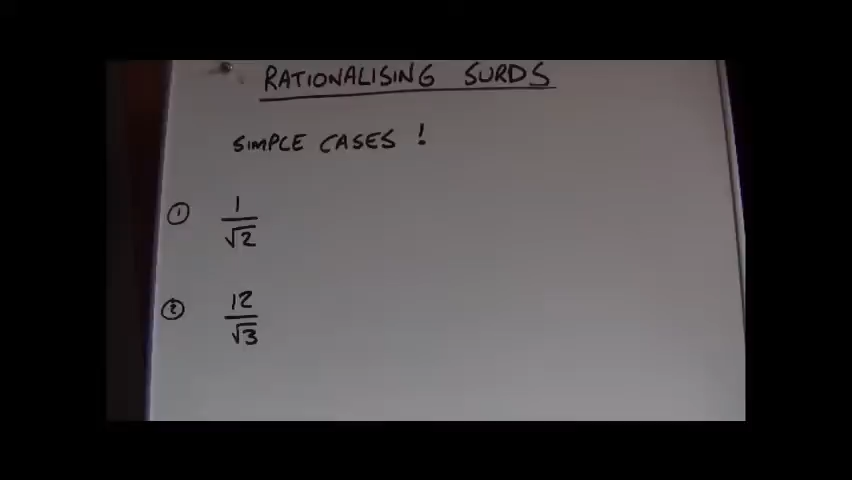 RATIONALISING SURDS
SIMPLE CASES !
① 1/√2
② 12/√3